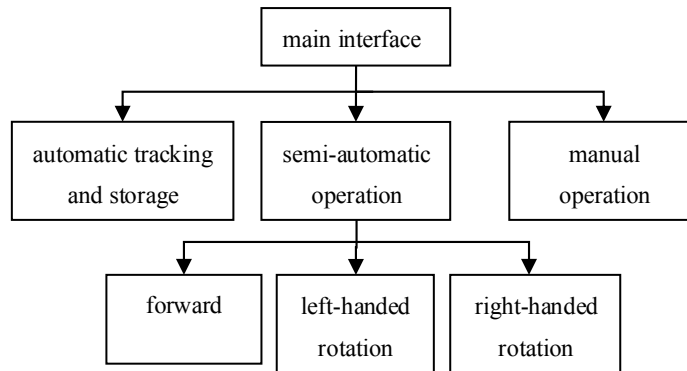 main interface
automatic tracking
and storage
semi-automatic
operation
manual
operation
forward
left-handed
rotation
right-handed
rotation